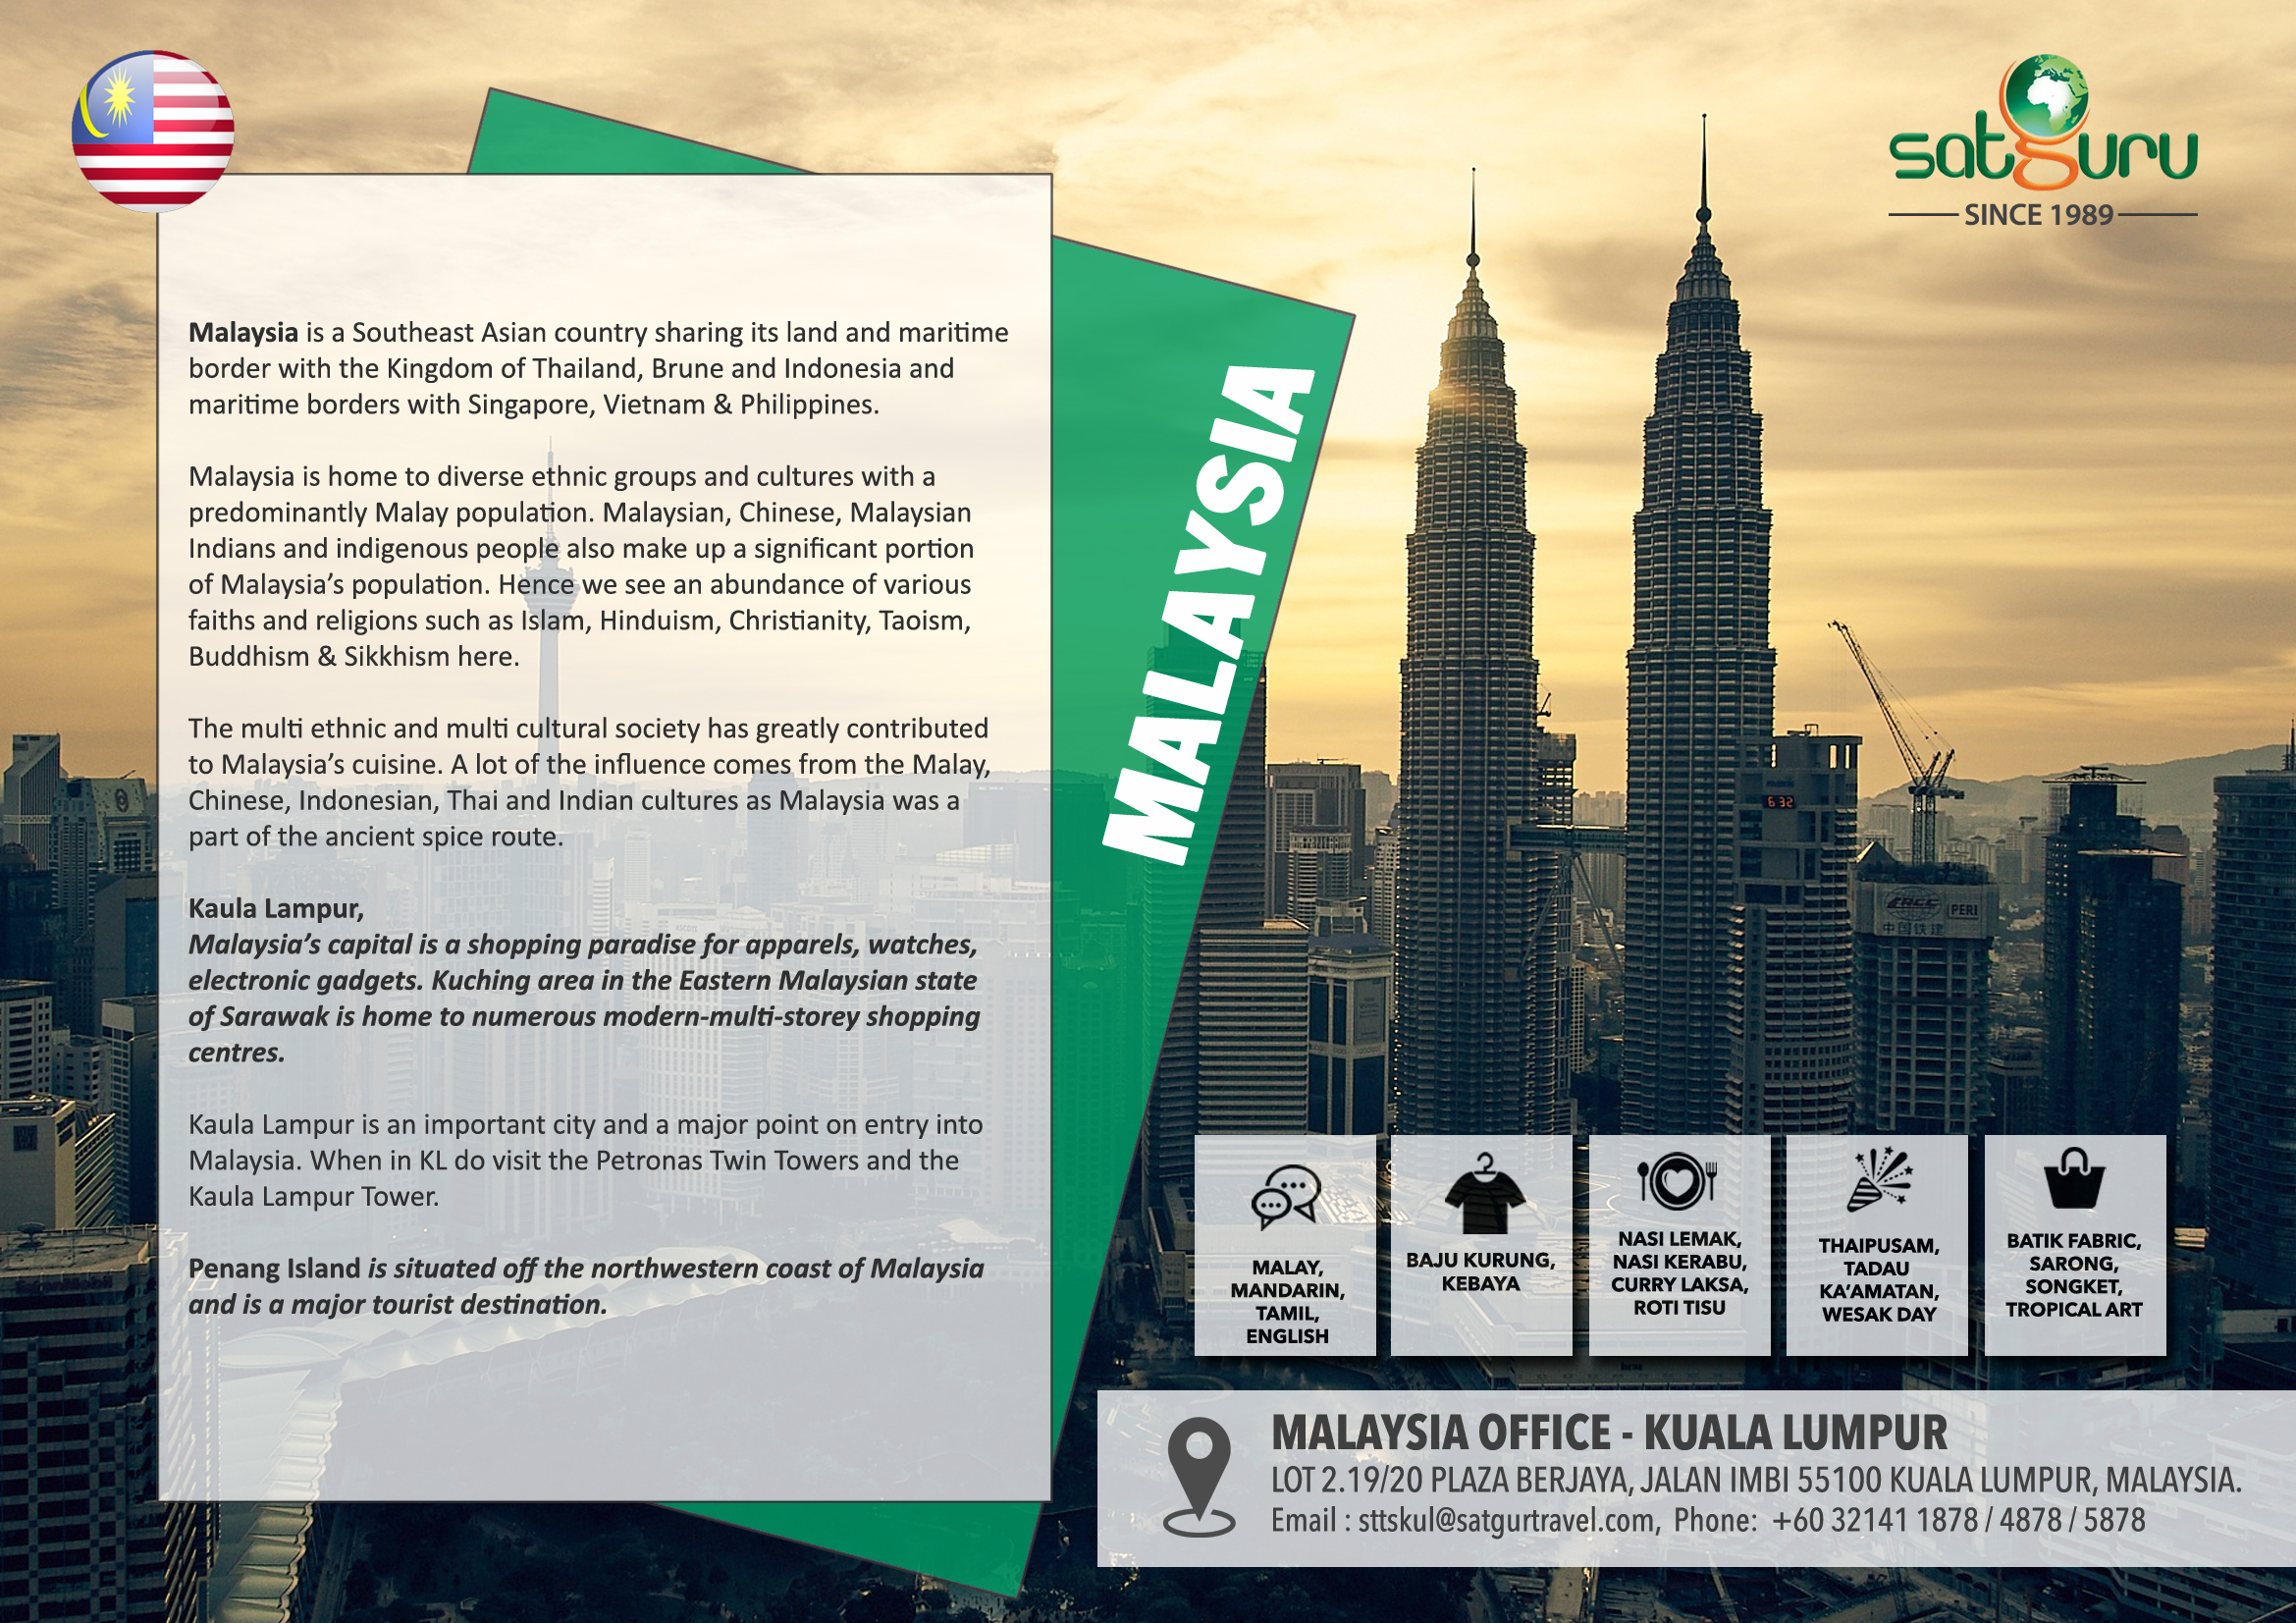 satguru
SINCE 1989
Malaysia is a Southeast Asian country sharing its land and maritime
border with the Kingdom of Thailand, Brune and Indonesia and
maritime borders with Singapore, Vietnam & Philippines.
Malaysia is home to diverse ethnic groups and cultures with a
predominantly Malay population. Malaysian, Chinese, Malaysian
Indians and indigenous people also make up a significant portion
of Malaysia’s population. Hence we see an abundance of various
faiths and religions such as Islam, Hinduism, Christianity, Taoism,
Buddhism & Sikkhism here.
The multi ethnic and multi cultural society has greatly contributed
to Malaysia’s cuisine. A lot of the influence comes from the Malay,
Chinese, Indonesian, Thai and Indian cultures as Malaysia was a
part of the ancient spice route.
Kaula Lampur,
Malaysia’s capital is a shopping paradise for apparels, watches,
electronic gadgets. Kuching area in the Eastern Malaysian state
of Sarawak is home to numerous modern-multi-storey shopping
centres.
Kaula Lampur is an important city and a major point on entry into
Malaysia. When in KL do visit the Petronas Twin Towers and the
Kaula Lampur Tower.
Penang Island is situated off the northwestern coast of Malaysia
and is a major tourist destination.
MALAYSIA
6 32
CRCC
PERI
中国铁建
MALAY,
MANDARIN,
TAMIL,
ENGLISH
BAJU KURUNG,
KEBAYA
NASI LEMAK,
NASI KERABU,
CURRY LAKSA,
ROTI TISU
THAIPUSAM,
TADAU
KA’AMATAN,
WESAK DAY
BATIK FABRIC,
SARONG,
SONGKET,
TROPICAL ART
MALAYSIA OFFICE - KUALA LUMPUR
LOT 2.19/20 PLAZA BERJAYA, JALAN IMBI 55100 KUALA LUMPUR, MALAYSIA.
Email : sttskul@satgurtravel.com, Phone: +60 32141 1878 / 4878 / 5878